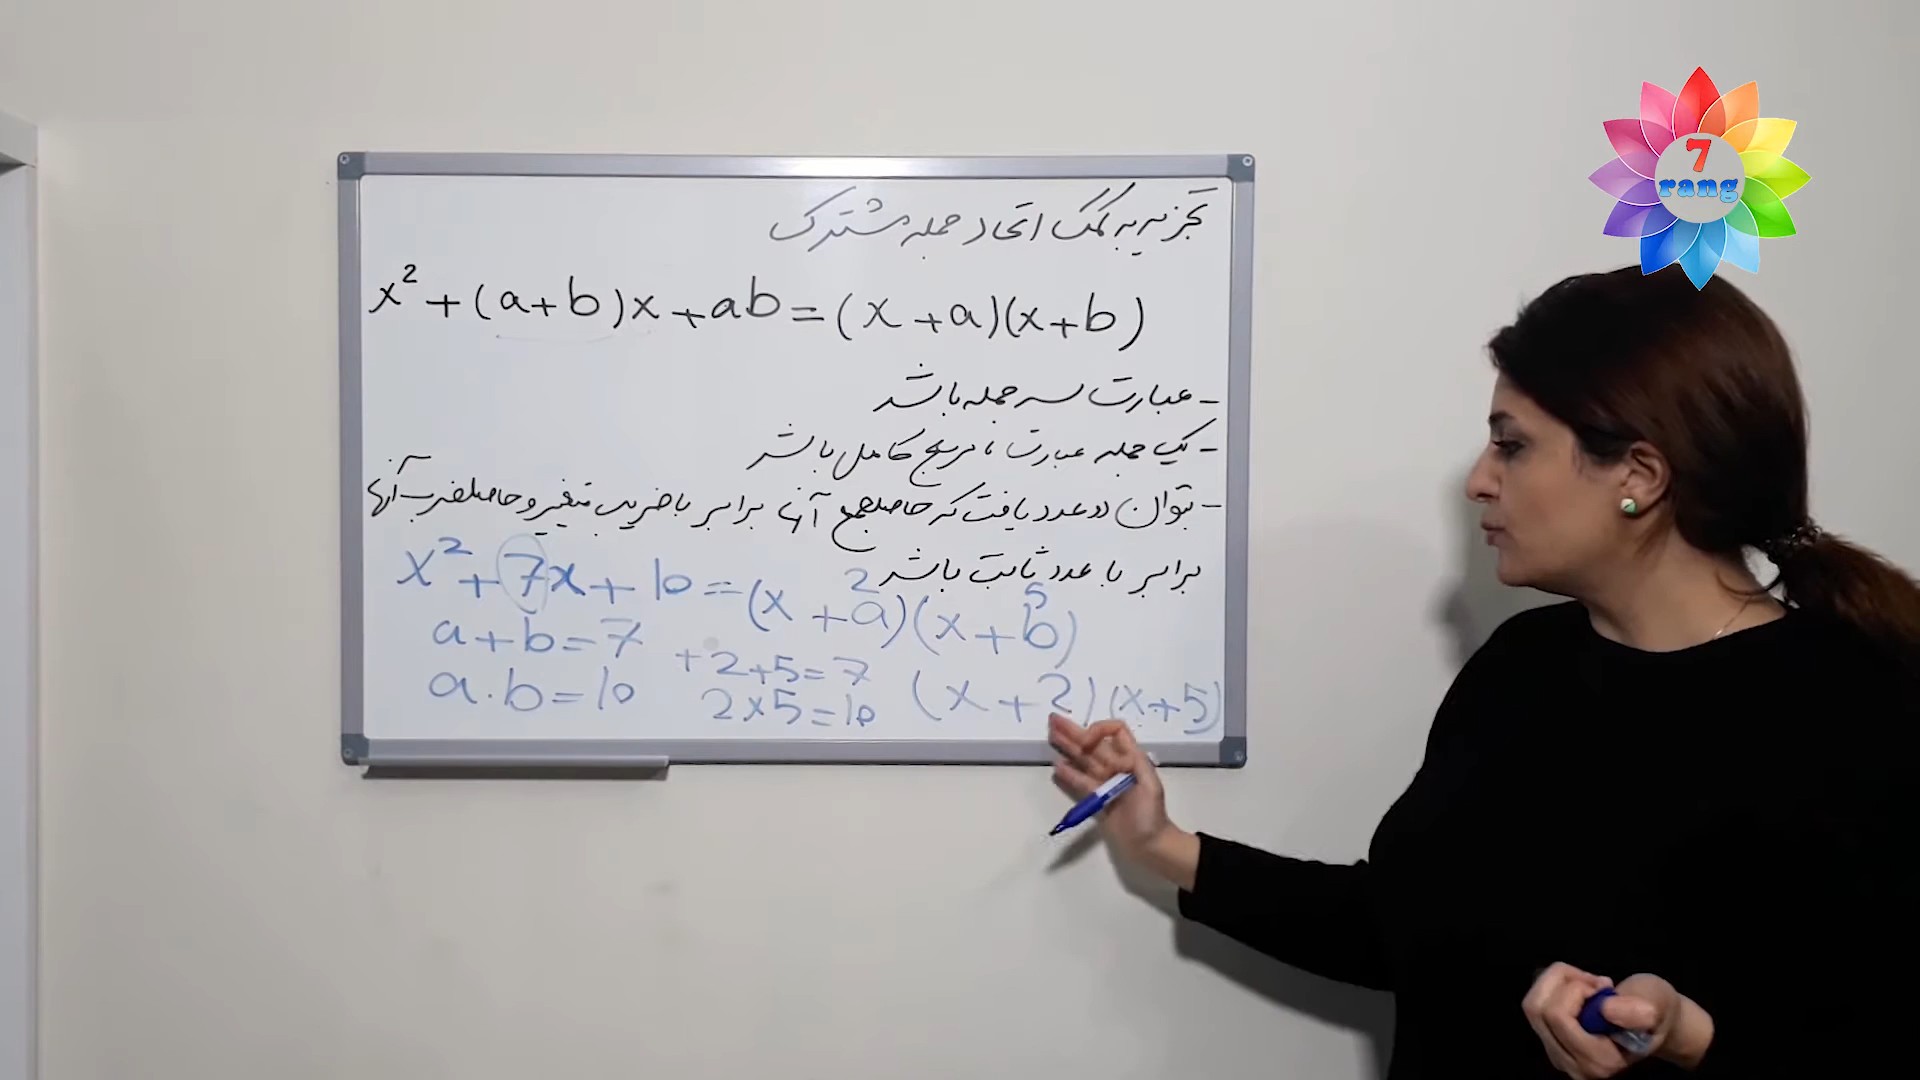 تجزیه به کمک اتحاد جمله مشترک
x² + (a+b)x + ab = (x+a)(x+b)
- عبارت سه جمله باشد
- یک جمله عبارت، مربع کامل باشد
- بتوان دو عدد یافت که حاصلجمع آنها برابر با ضریب متغیر و حاصلضرب آنها
برابر با عدد ثابت باشد
x² + 7x + 10 = (x + a)(x + b)
2 5
a + b = 7
+2+5=7
a . b = 10
2×5=10
(x+2)(x+5)
7
rang